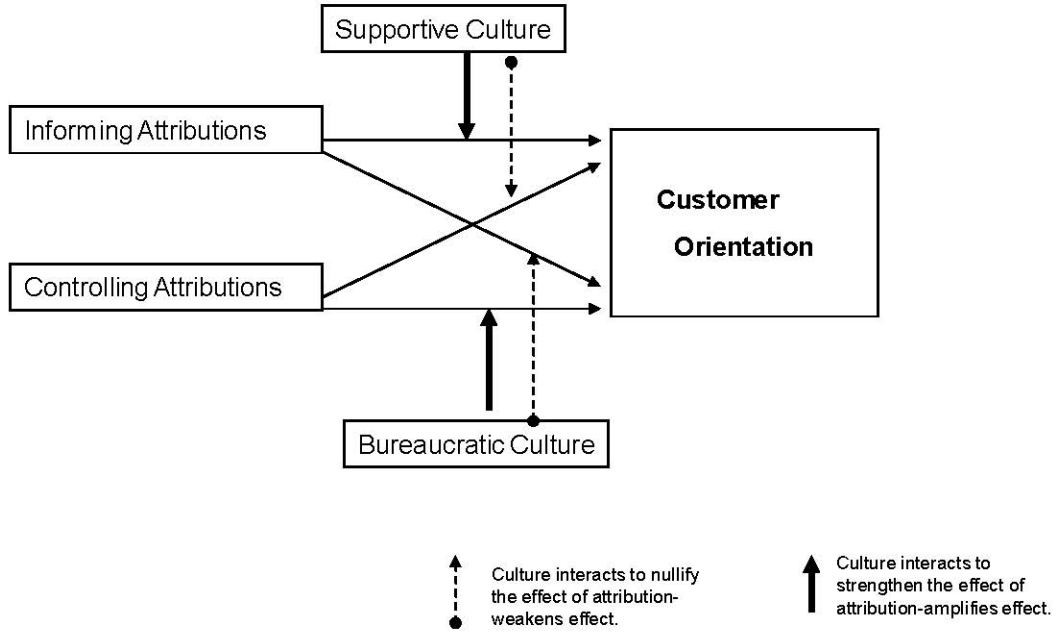 Supportive Culture
Informing Attributions
Customer
Orientation
Controlling Attributions
Bureaucratic Culture
Culture interacts to nullify
the effect of attribution-
weakens effect.
Culture interacts to
strengthen the effect of
attribution-amplifies effect.